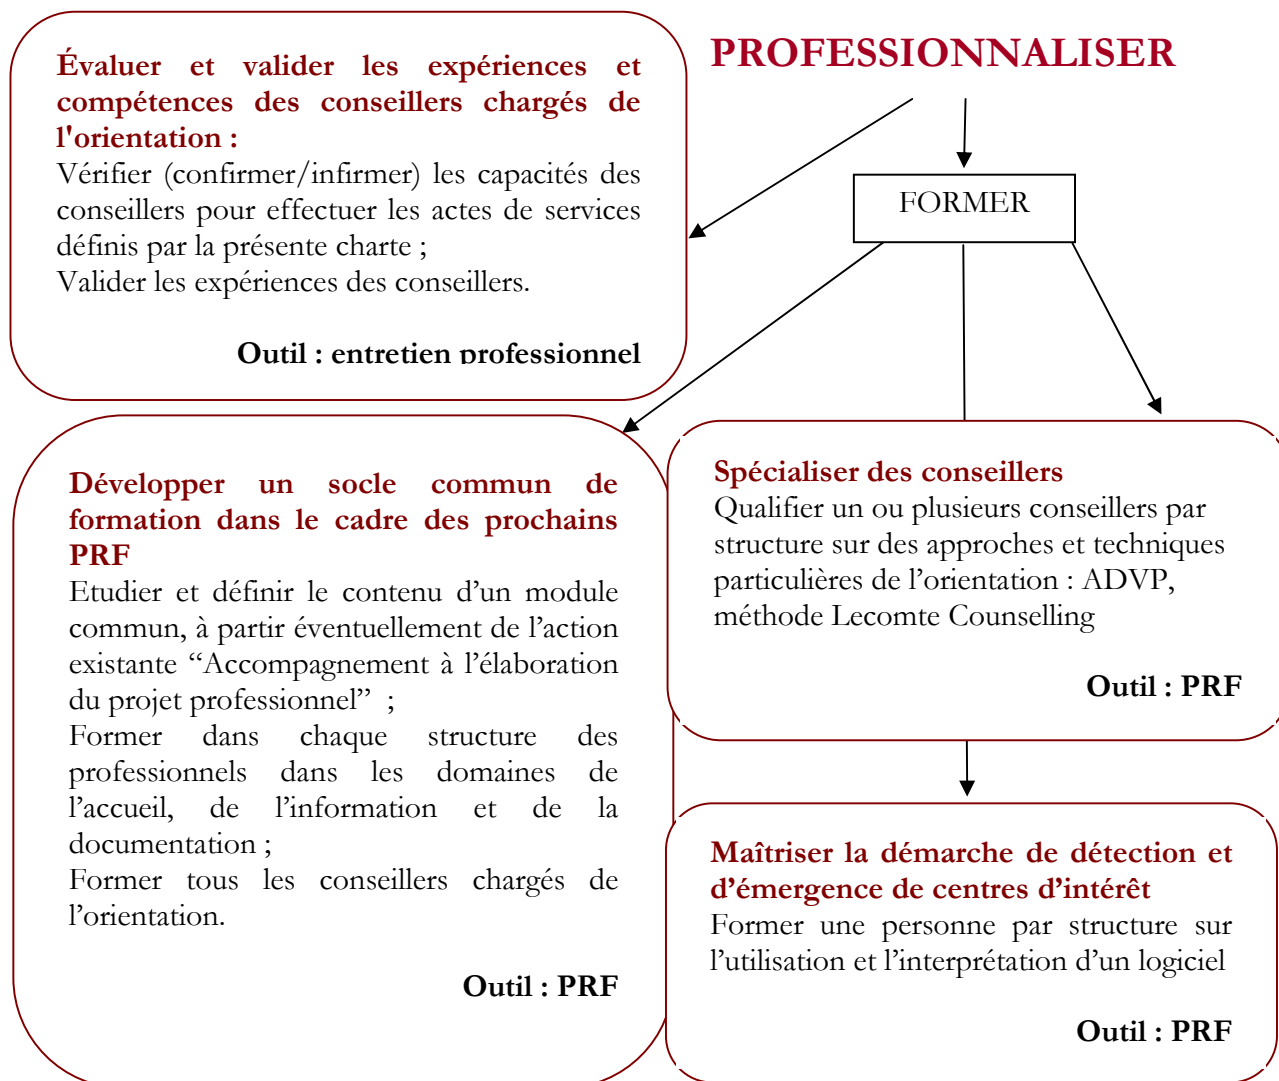 PROFESSIONNALISER
Évaluer et valider les expériences et
compétences des conseillers chargés de
l'orientation :
Vérifier (confirmer/infirmer) les capacités des
conseillers pour effectuer les actes de services
définis par la présente charte ;
Valider les expériences des conseillers.
Outil : entretien professionnel
FORMER
Développer un socle commun de
formation dans le cadre des prochains
PRF
Etudier et définir le contenu d’un module
commun, à partir éventuellement de l’action
existante “Accompagnement à l’élaboration
du projet professionnel” ;
Former dans chaque structure des
professionnels dans les domaines de
l’accueil, de l’information et de la
documentation ;
Former tous les conseillers chargés de
l’orientation.
Outil : PRF
Spécialiser des conseillers
Qualifier un ou plusieurs conseillers par
structure sur des approches et techniques
particulières de l’orientation : ADVP,
méthode Lecomte Counselling
Outil : PRF
Maîtriser la démarche de détection et
d’émergence de centres d’intérêt
Former une personne par structure sur
l’utilisation et l’interprétation d’un logiciel
Outil : PRF